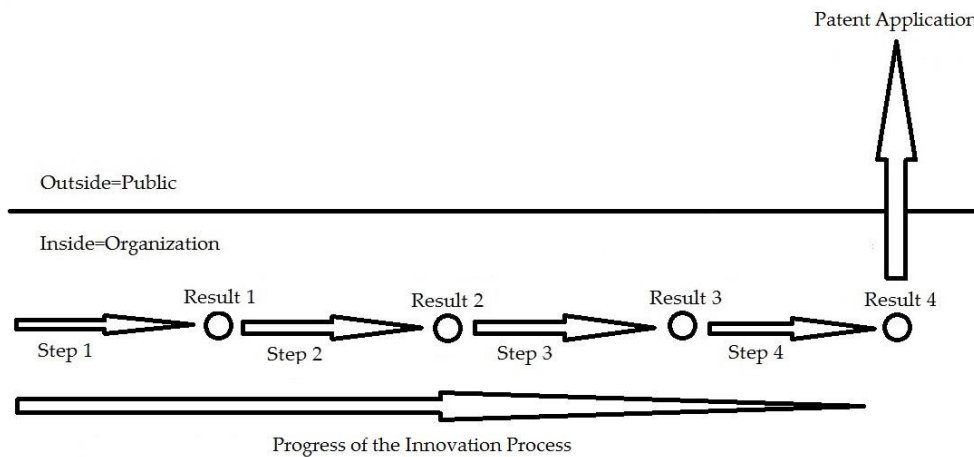 Patent Application
Outside=Public
Inside=Organization
Result 1
Result 2
Result 3
Result 4
Step 1
Step 2
Step 3
Step 4
Progress of the Innovation Process